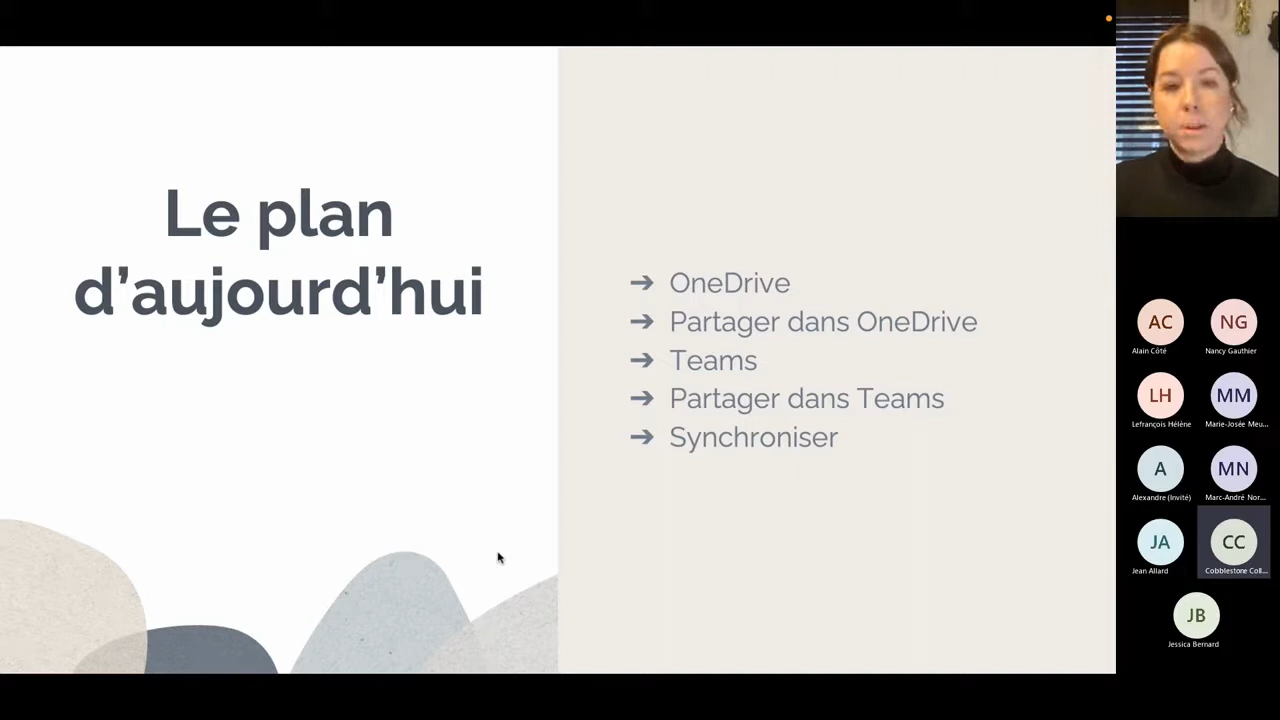 Le plan
d’aujourd’hui
➔ OneDrive
➔ Partager dans OneDrive
➔ Teams
➔ Partager dans Teams
➔ Synchroniser
AC
Alain Côté
NG
Nancy Gauthier
LH
Lefrançois Hélène
MM
Marie-Josée Meu...
A
Alexandre (Invité)
MN
Marc-André Nor...
JA
Jean Allard
CC
Cobblestone Coll...
JB
Jessica Bernard